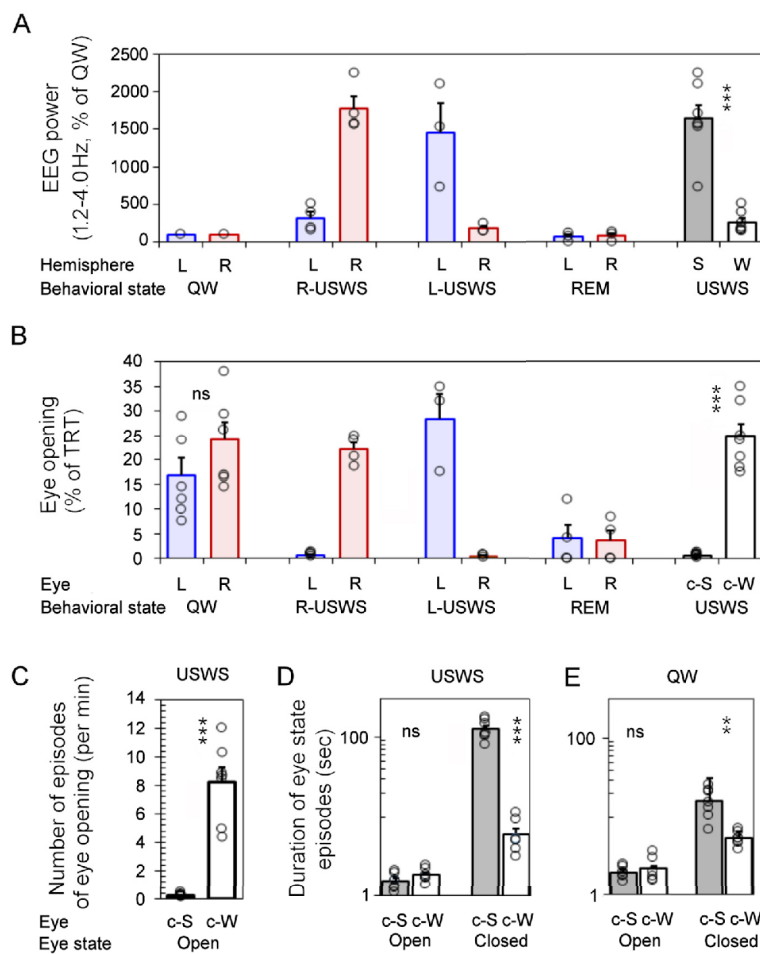 A
EEG power
(1.2-4.0Hz, % of QW)
2500
2000
1500
1000
500
0
***
Hemisphere L R L R L R L R S W
Behavioral state QW R-USWS L-USWS REM USWS
B
Eye opening
(% of TRT)
40
35
30
25
20
15
10
5
0
ns
***
Eye L R L R L R L R c-S c-W
Behavioral state QW R-USWS L-USWS REM USWS
C
USWS
Number of episodes
of eye opening (per min)
14
12
10
8
6
4
2
0
***
Eye c-S c-W
Eye state Open
D
USWS
Duration of eye state
episodes (sec)
100
1
ns
***
c-S c-W c-S c-W
Open Closed
E
QW
100
1
ns
**
c-S c-W c-S c-W
Open Closed